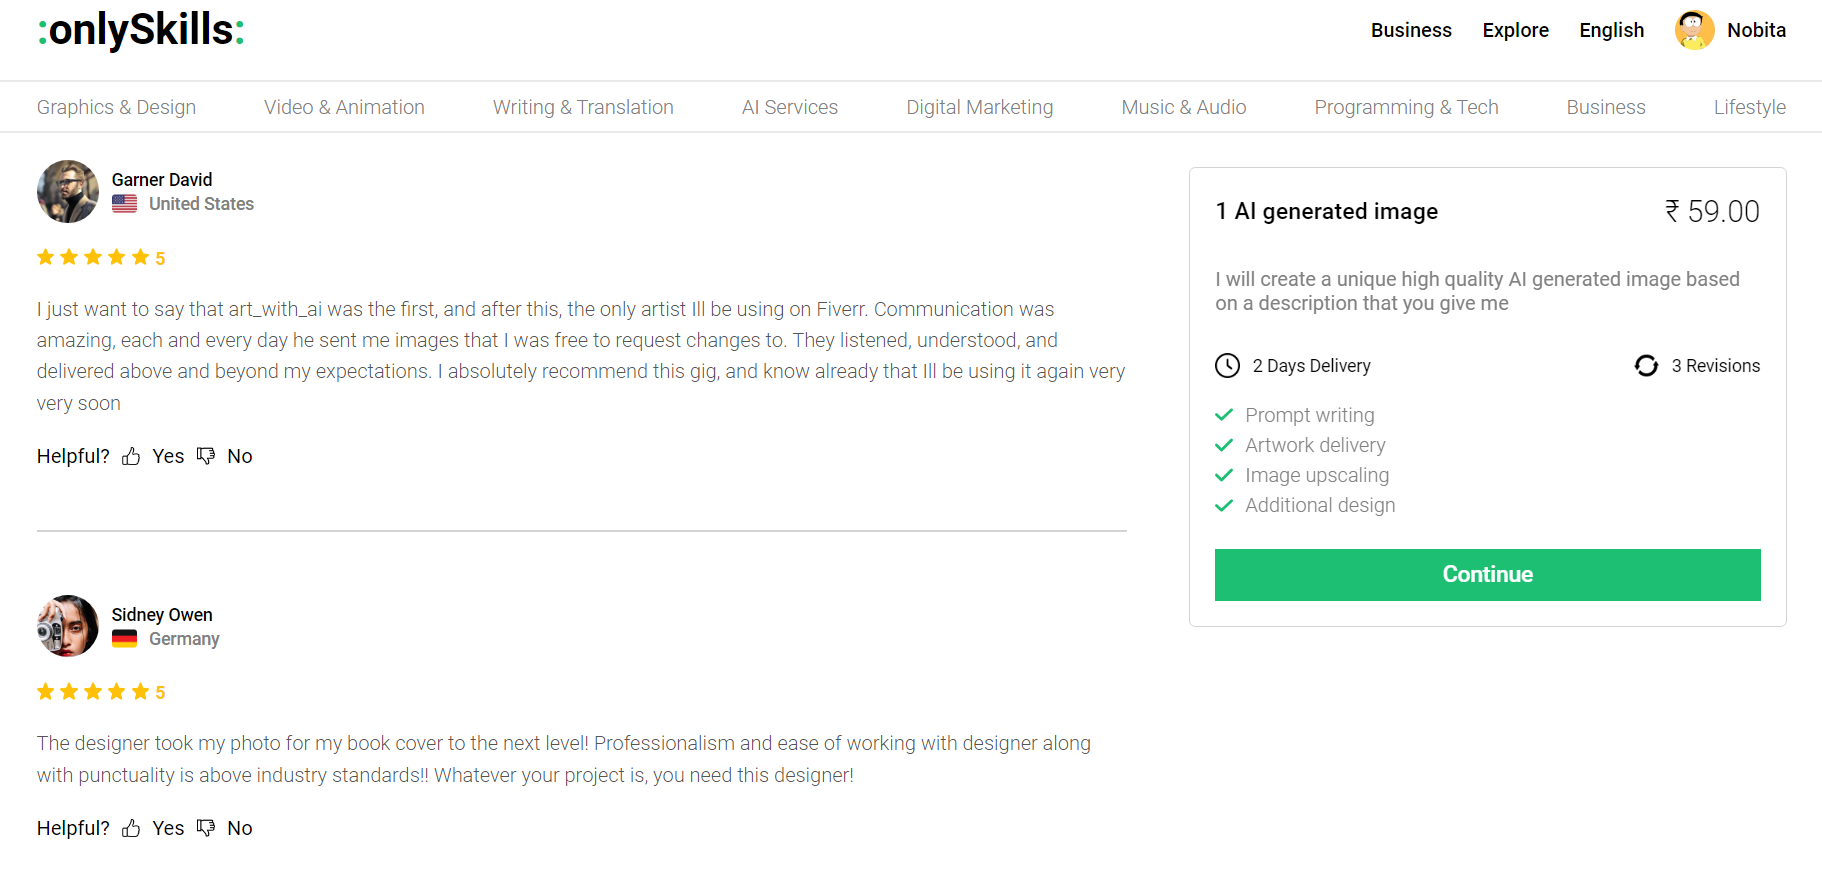 :onlySkills:
Business Explore English Nobita
Graphics & Design Video & Animation Writing & Translation AI Services Digital Marketing Music & Audio Programming & Tech Business Lifestyle
Garner David
United States
5
I just want to say that art_with_ai was the first, and after this, the only artist Ill be using on Fiverr. Communication was
amazing, each and every day he sent me images that I was free to request changes to. They listened, understood, and
delivered above and beyond my expectations. I absolutely recommend this gig, and know already that Ill be using it again very
very soon
Helpful? Yes No
Sidney Owen
Germany
5
The designer took my photo for my book cover to the next level! Professionalism and ease of working with designer along
with punctuality is above industry standards!! Whatever your project is, you need this designer!
Helpful? Yes No
1 AI generated image ₹ 59.00
I will create a unique high quality AI generated image based
on a description that you give me
2 Days Delivery 3 Revisions
Prompt writing
Artwork delivery
Image upscaling
Additional design
Continue